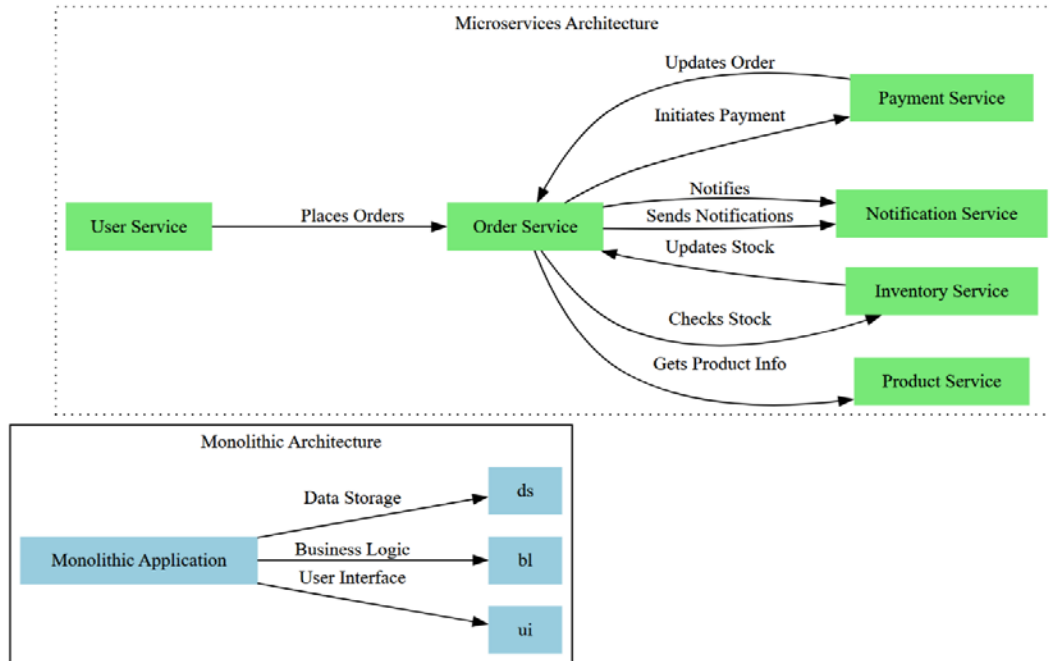 Microservices Architecture
Updates Order
Payment Service
Initiates Payment
Notifies
User Service
Places Orders
Order Service
Sends Notifications
Notification Service
Updates Stock
Inventory Service
Checks Stock
Gets Product Info
Product Service
Monolithic Architecture
Data Storage
ds
Monolithic Application
Business Logic
bl
User Interface
ui